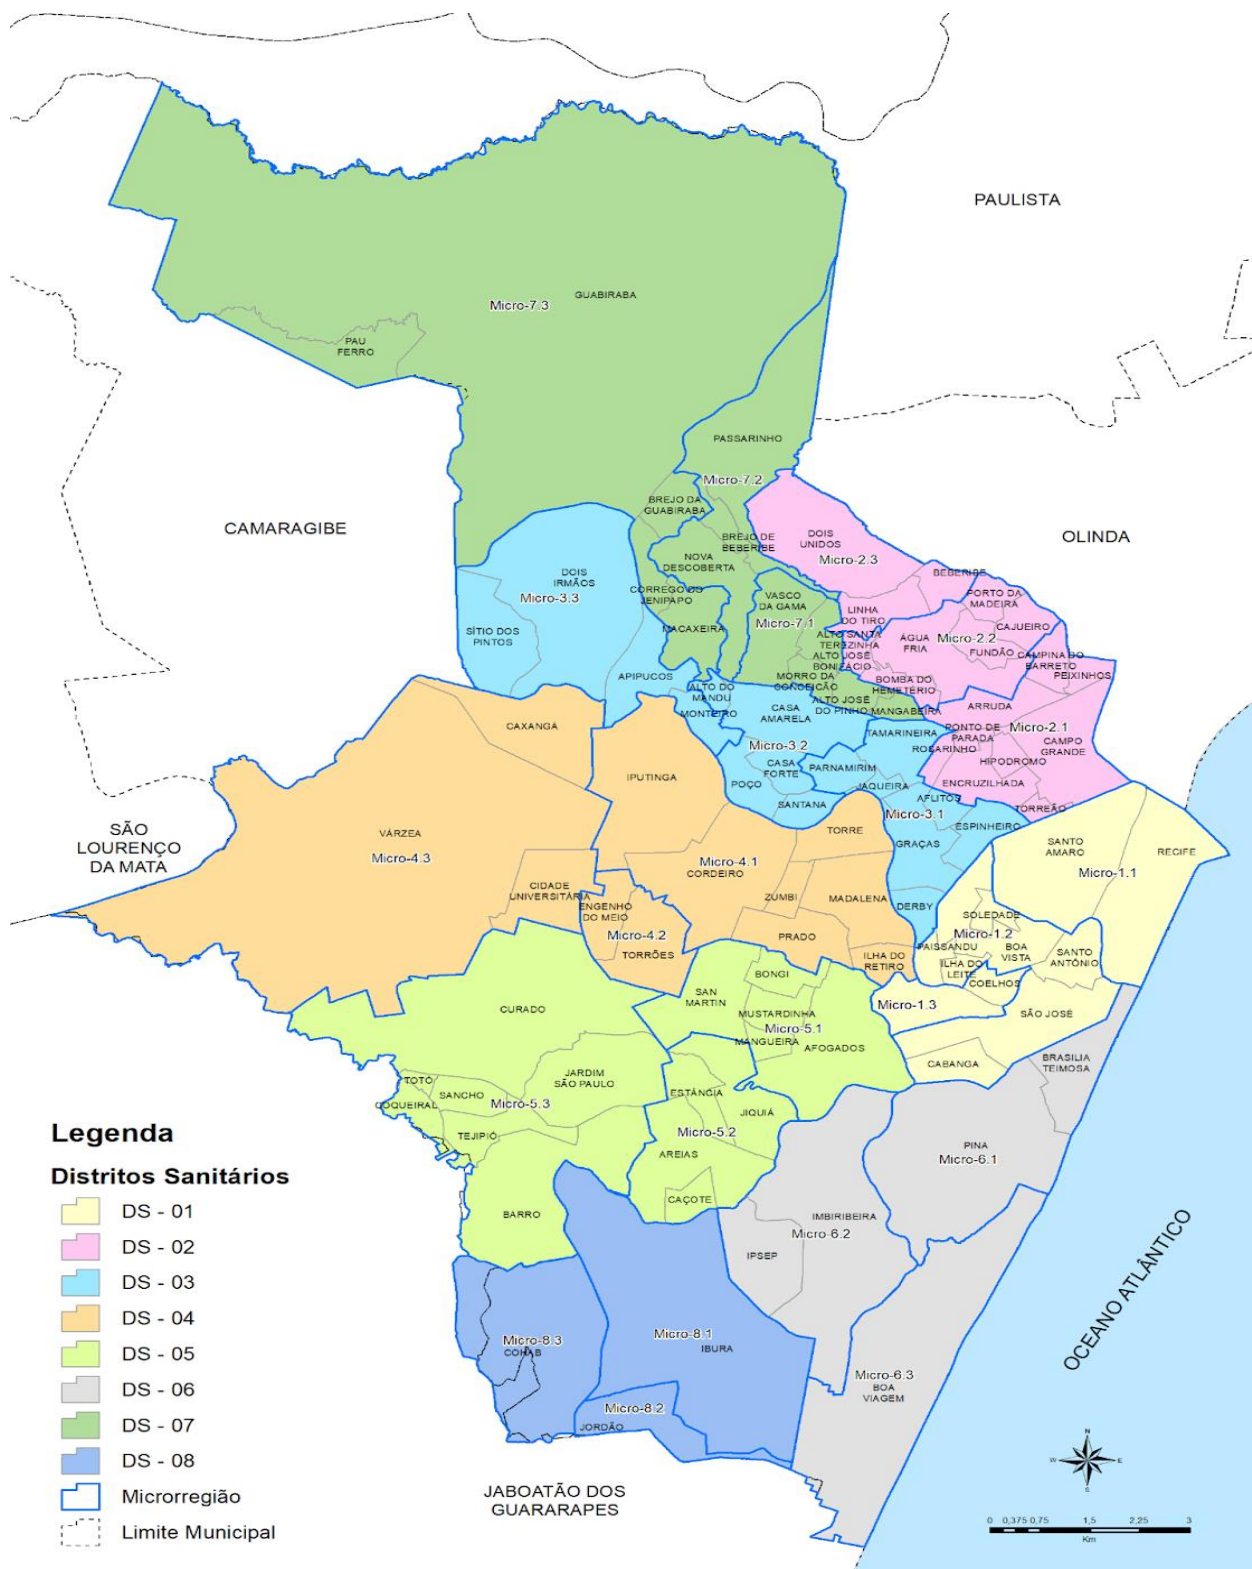 PAULISTA
GUABIRABA
Micro-7.3
PAU
FERRO
PASSARINHO
Micro-7.2
BREJO DA
GUABIRABA
CAMARAGIBE
OLINDA
BREJO DE
BEBERIBE
DOIS
UNIDOS
Micro-2.3
NOVA
DESCOBERTA
DOIS
IRMÃOS
Micro-3.3
BEBERIBE
CÓRREGO DO
JENIPAPO
VASCO
DA GAMA
Micro-7.1
PORTO DA
MADEIRA
LINHA
DO TIRO
CAJUEIRO
MACAXEIRA
SÍTIO DOS
PINTOS
ALTO SANTA
TEREZINHA
ÁGUA
FRIA
Micro-2.2
FUNDÃO
ALTO JOSÉ
BONIFÁCIO
CAMPINA DO
BARRETO
PEIXINHOS
APIPUCOS
MORRO DA
CONCEIÇÃO
BOMBA DO
HEMETÉRIO
ALTO DO
MANDU
MONTEIRO
CASA
AMARELA
ALTO JOSÉ
DO PINHO
MANGABEIRA
ARRUDA
CAXANGÁ
TAMARINEIRA
PONTO DE
PARADA
Micro-2.1
Micro-3.2
ROSARINHO
CAMPO
GRANDE
HIPÓDROMO
IPUTINGA
CASA
FORTE
PARNAMIRIM
POÇO
JAQUEIRA
ENCRUZILHADA
SANTANA
AFLITOS
TORREÃO
Micro-3.1
ESPINHEIRO
SÃO
LOURENÇO
DA MATA
VÁRZEA
Micro-4.3
TORRE
GRAÇAS
SANTO
AMARO
RECIFE
Micro-4.1
CORDEIRO
Micro-1.1
CIDADE
UNIVERSITÁRIA
ZUMBI
MADALENA
DERBY
ENGENHO
DO MEIO
SOLEDADE
Micro-4.2
PRADO
Micro-1.2
PAISSANDU
BOA
VISTA
SANTO
ANTÔNIO
TORRÕES
ILHA DO
RETIRO
ILHA DO
LEITE
COELHOS
BONGI
SAN
MARTIN
Micro-1.3
CURADO
MUSTARDINHA
SÃO JOSÉ
Micro-5.1
MANGUEIRA
AFOGADOS
CABANGA
BRASILIA
TEIMOSA
TOTÓ
JARDIM
SÃO PAULO
SANCHO
ESTÂNCIA
COQUEIRAL
Micro-5.3
JIQUIÁ
TEJIPIÓ
Micro-5.2
AREIAS
PINA
Micro-6.1
CAÇOTE
BARRO
IMBIRIBEIRA
Micro-6.2
IPSEP
Micro-8.3
COHAB
Micro-8.1
IBURA
Micro-6.3
BOA
VIAGEM
Micro-8.2
JORDÃO
OCEANO ATLÂNTICO
JABOATÃO DOS
GUARARAPES
Legenda
Distritos Sanitários
DS - 01
DS - 02
DS - 03
DS - 04
DS - 05
DS - 06
DS - 07
DS - 08
Microrregião
Limite Municipal
N
W
E
S
0 0,375 0,75 1,5 2,25 3
Km